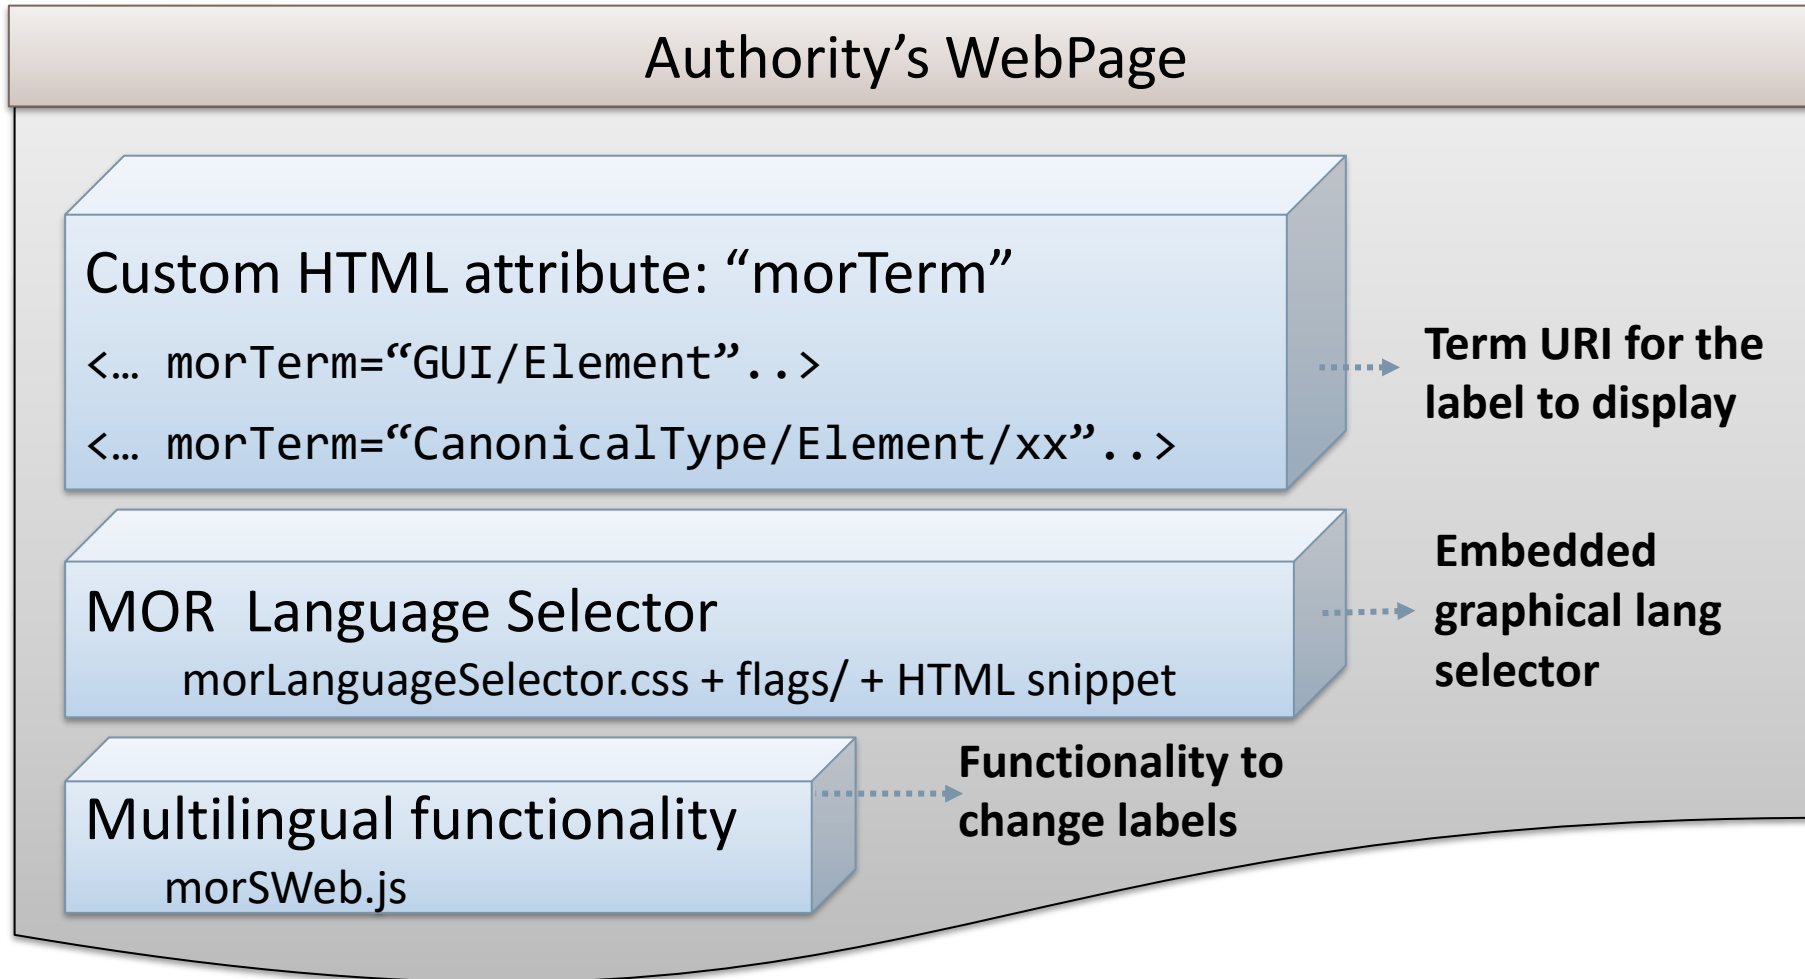 Authority’s WebPage
Custom HTML attribute: “morTerm”
<… morTerm=“GUI/Element”..>
<… morTerm=“CanonicalType/Element/xx”..>
Term URI for the
label to display
MOR  Language Selector
morLanguageSelector.css + flags/ + HTML snippet
Embedded
graphical lang
selector
Multilingual functionality
morSWeb.js
Functionality to
change labels